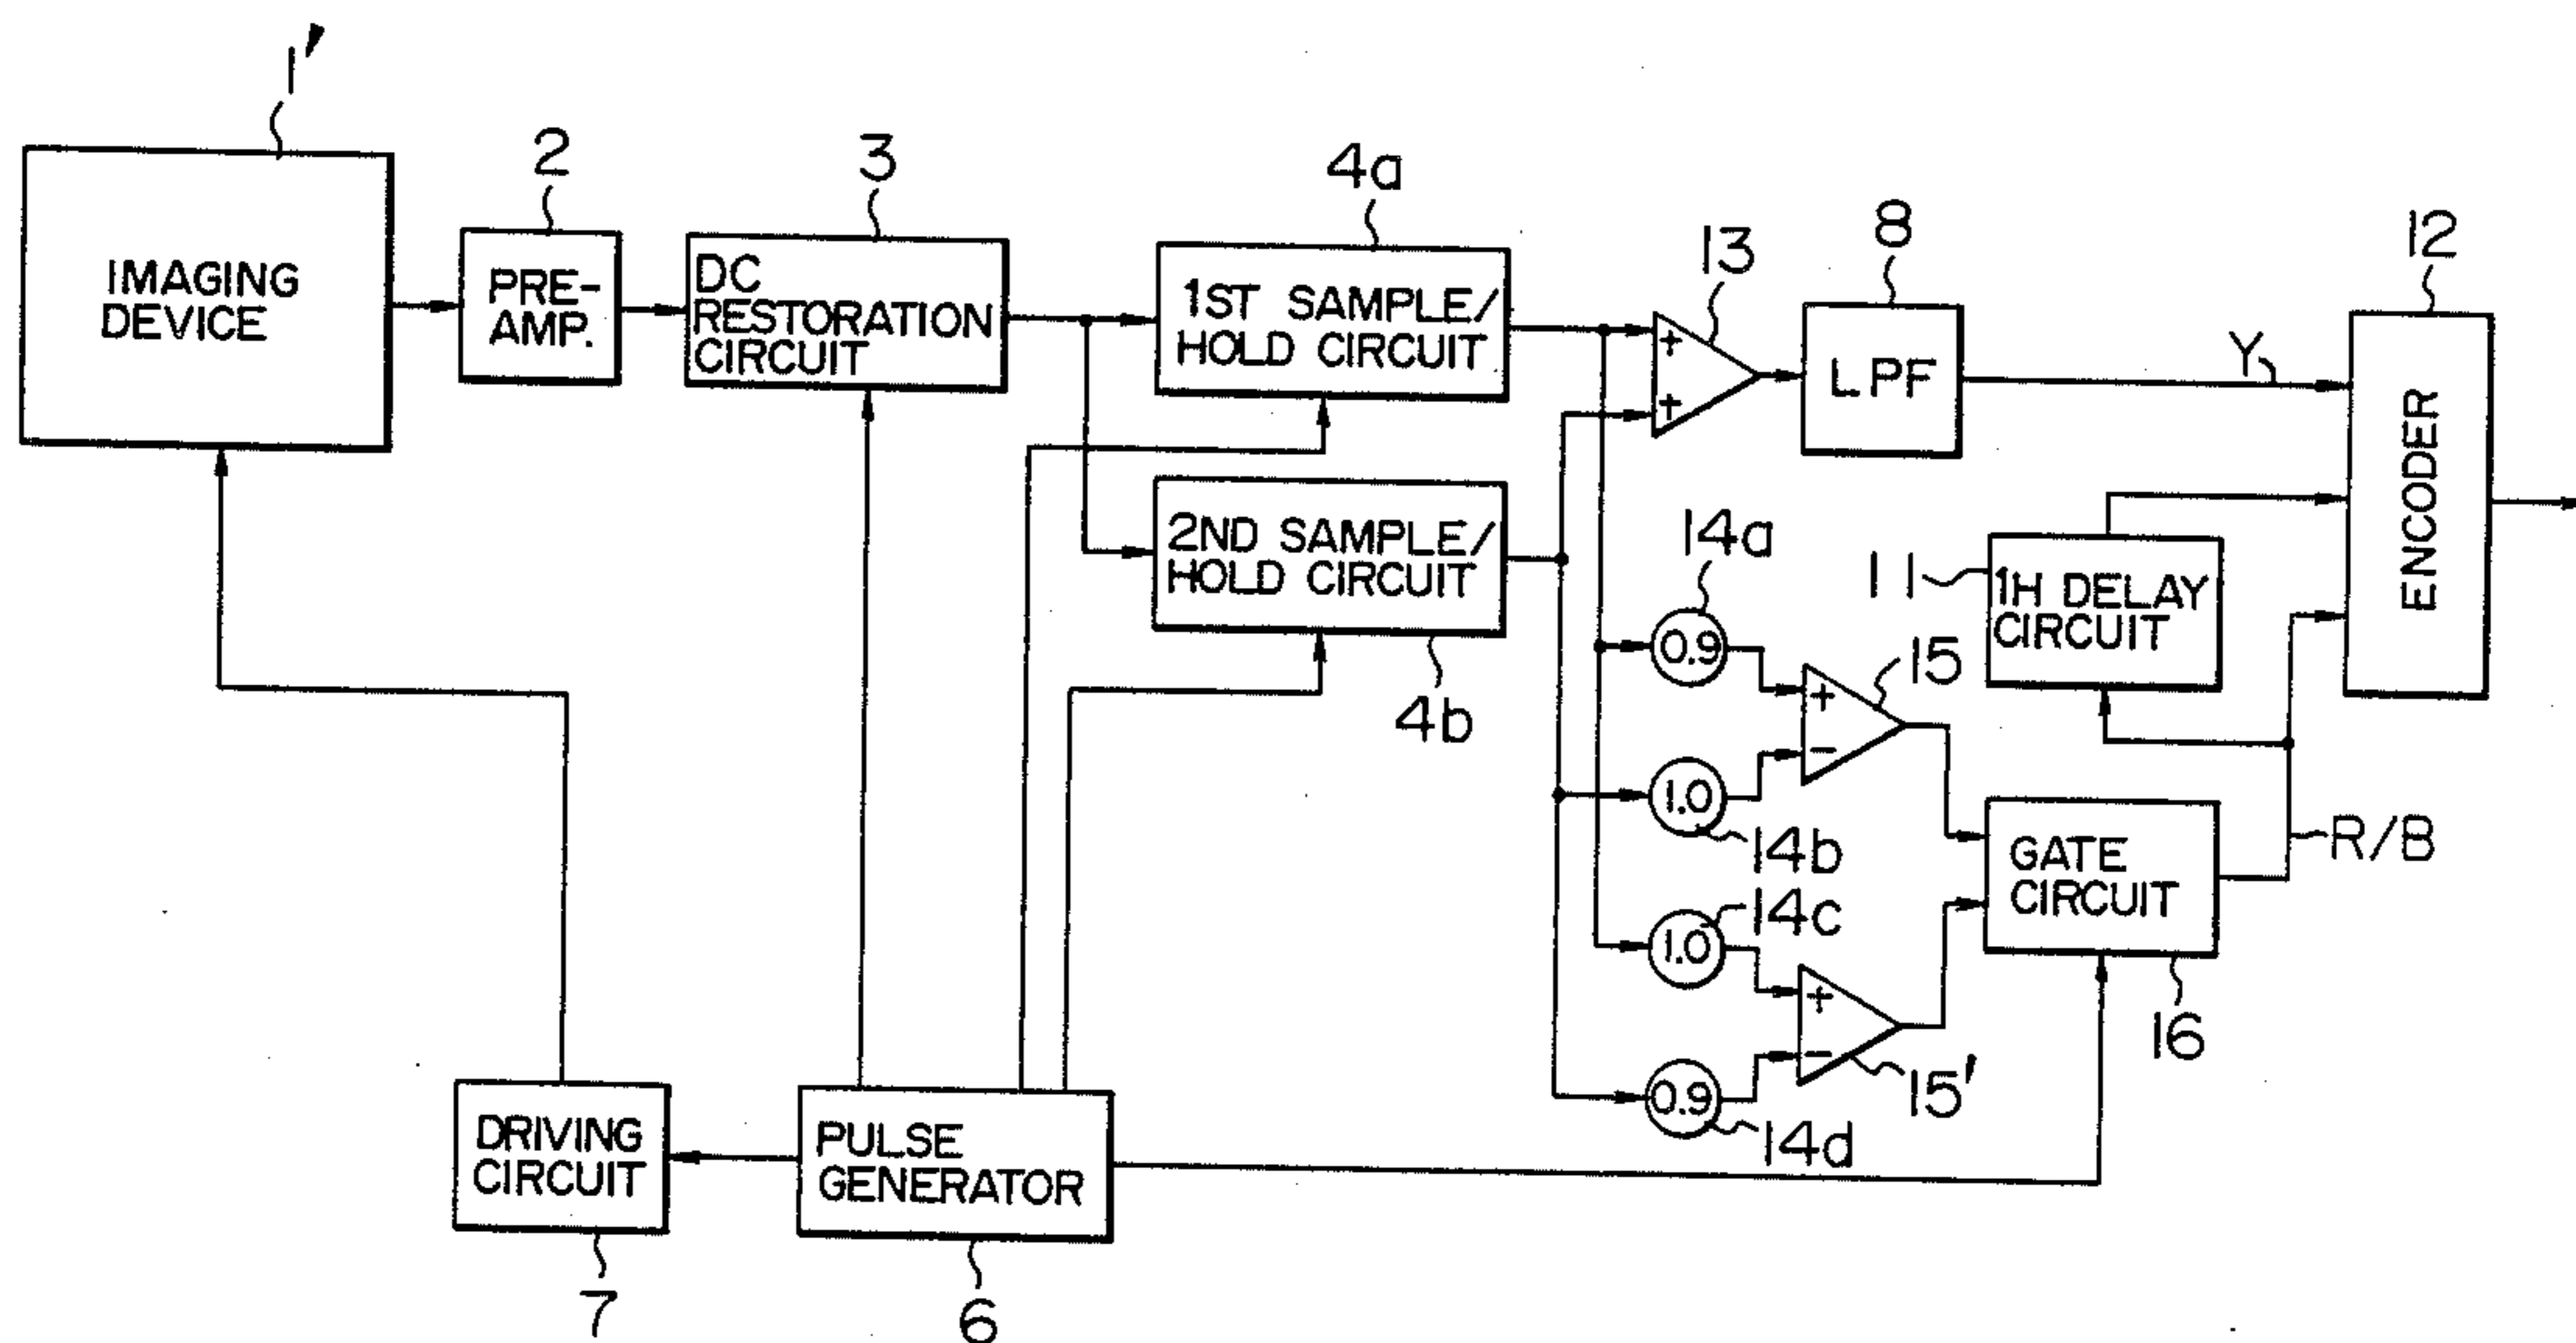 1'
IMAGING
DEVICE
2
PRE-
AMP.
3
DC
RESTORATION
CIRCUIT
4a
1ST SAMPLE/
HOLD CIRCUIT
2ND SAMPLE/
HOLD CIRCUIT
4b
13
+
+
8
LPF
Y
12
ENCODER
11
1H DELAY
CIRCUIT
14a
0.9
15
+
−
1.0
14b
14c
1.0
+
−
15'
0.9
14d
GATE
CIRCUIT
16
R/B
DRIVING
CIRCUIT
7
PULSE
GENERATOR
6